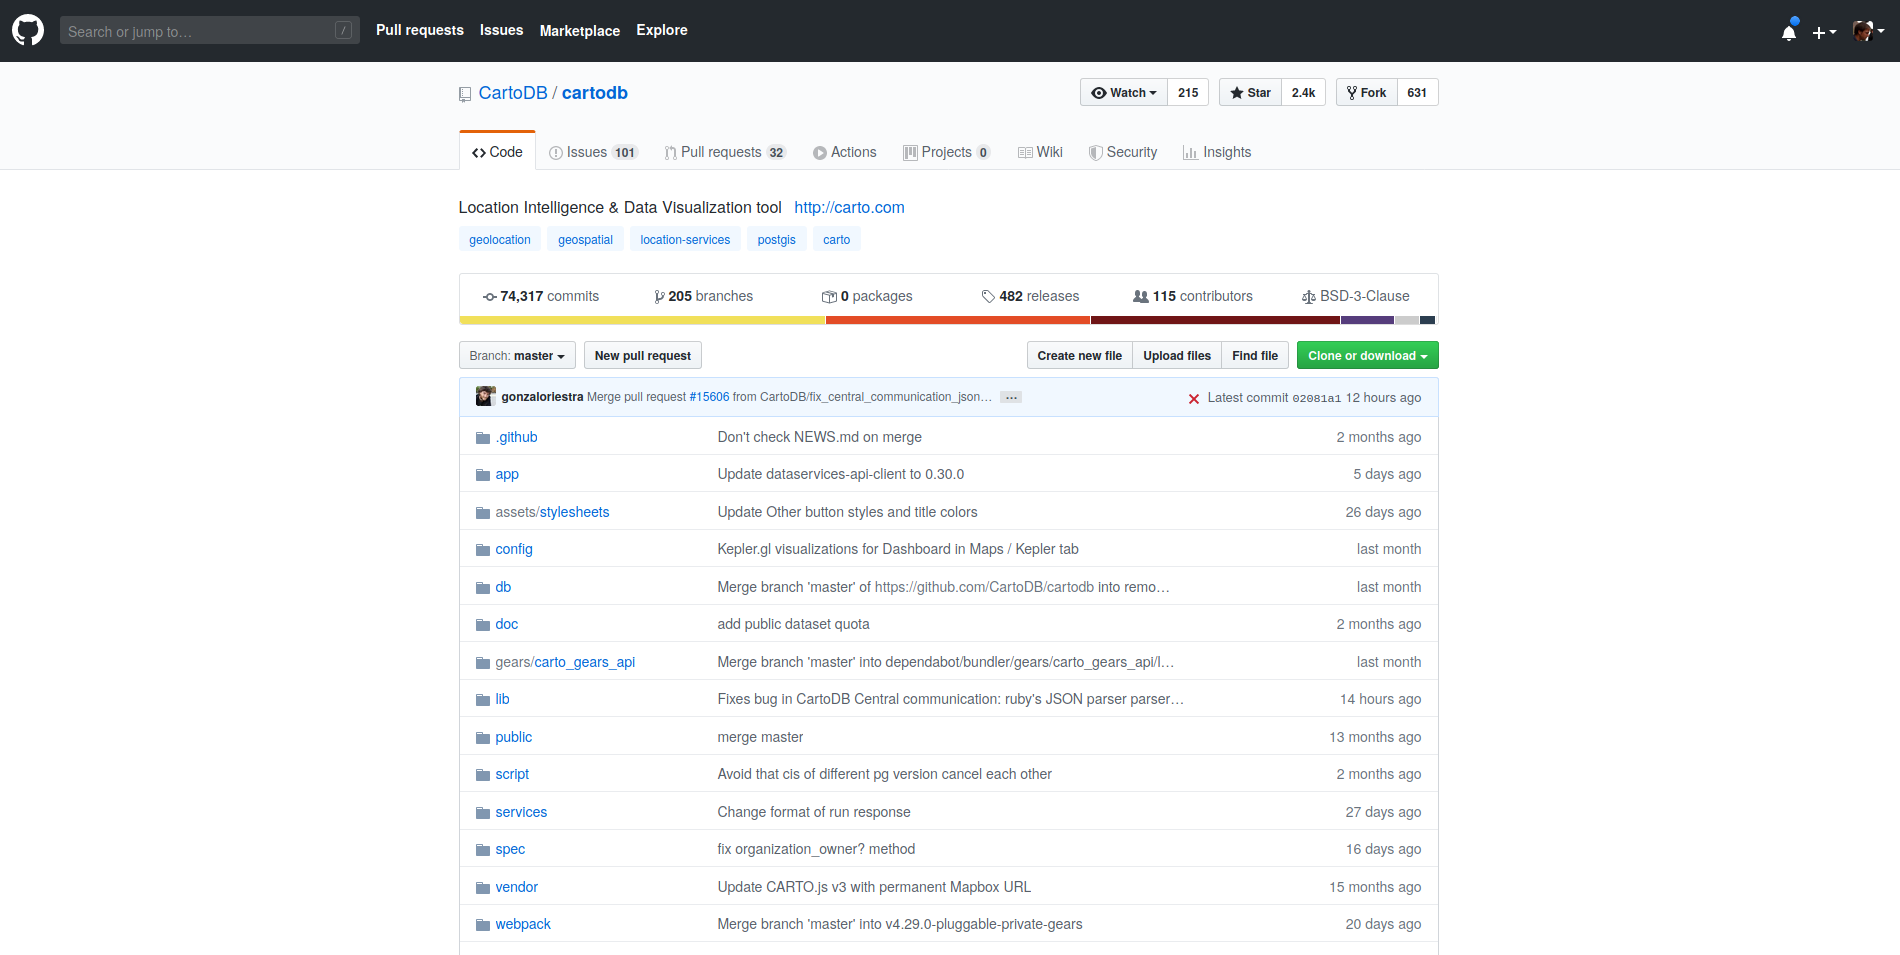 Search or jump to… / Pull requests Issues Marketplace Explore
CartoDB / cartodb Watch 215 Star 2.4k Fork 631
Code Issues 101 Pull requests 32 Actions Projects 0 Wiki Security Insights
Location Intelligence & Data Visualization tool http://carto.com
geolocation geospatial location-services postgis carto
74,317 commits 205 branches 0 packages 482 releases 115 contributors BSD-3-Clause
Branch: master New pull request Create new file Upload files Find file Clone or download
gonzaloriestra Merge pull request #15606 from CartoDB/fix_central_communication_json… … Latest commit 02081a1 12 hours ago
.github Don't check NEWS.md on merge 2 months ago
app Update dataservices-api-client to 0.30.0 5 days ago
assets/stylesheets Update Other button styles and title colors 26 days ago
config Kepler.gl visualizations for Dashboard in Maps / Kepler tab last month
db Merge branch 'master' of https://github.com/CartoDB/cartodb into remo… last month
doc add public dataset quota 2 months ago
gears/carto_gears_api Merge branch 'master' into dependabot/bundler/gears/carto_gears_api/l… last month
lib Fixes bug in CartoDB Central communication: ruby's JSON parser parser… 14 hours ago
public merge master 13 months ago
script Avoid that cis of different pg version cancel each other 2 months ago
services Change format of run response 27 days ago
spec fix organization_owner? method 16 days ago
vendor Update CARTO.js v3 with permanent Mapbox URL 15 months ago
webpack Merge branch 'master' into v4.29.0-pluggable-private-gears 20 days ago